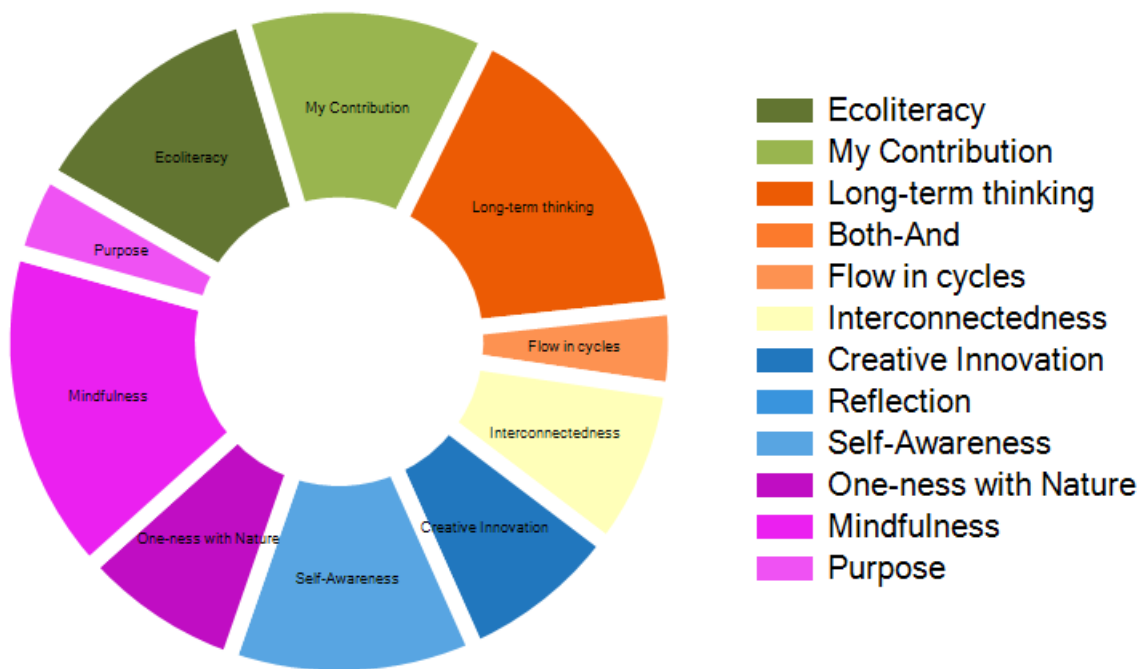 My Contribution
Ecoliteracy
Long-term thinking
Purpose
Flow in cycles
Mindfulness
Interconnectedness
Creative Innovation
One-ness with Nature
Self-Awareness
Ecoliteracy
My Contribution
Long-term thinking
Both-And
Flow in cycles
Interconnectedness
Creative Innovation
Reflection
Self-Awareness
One-ness with Nature
Mindfulness
Purpose